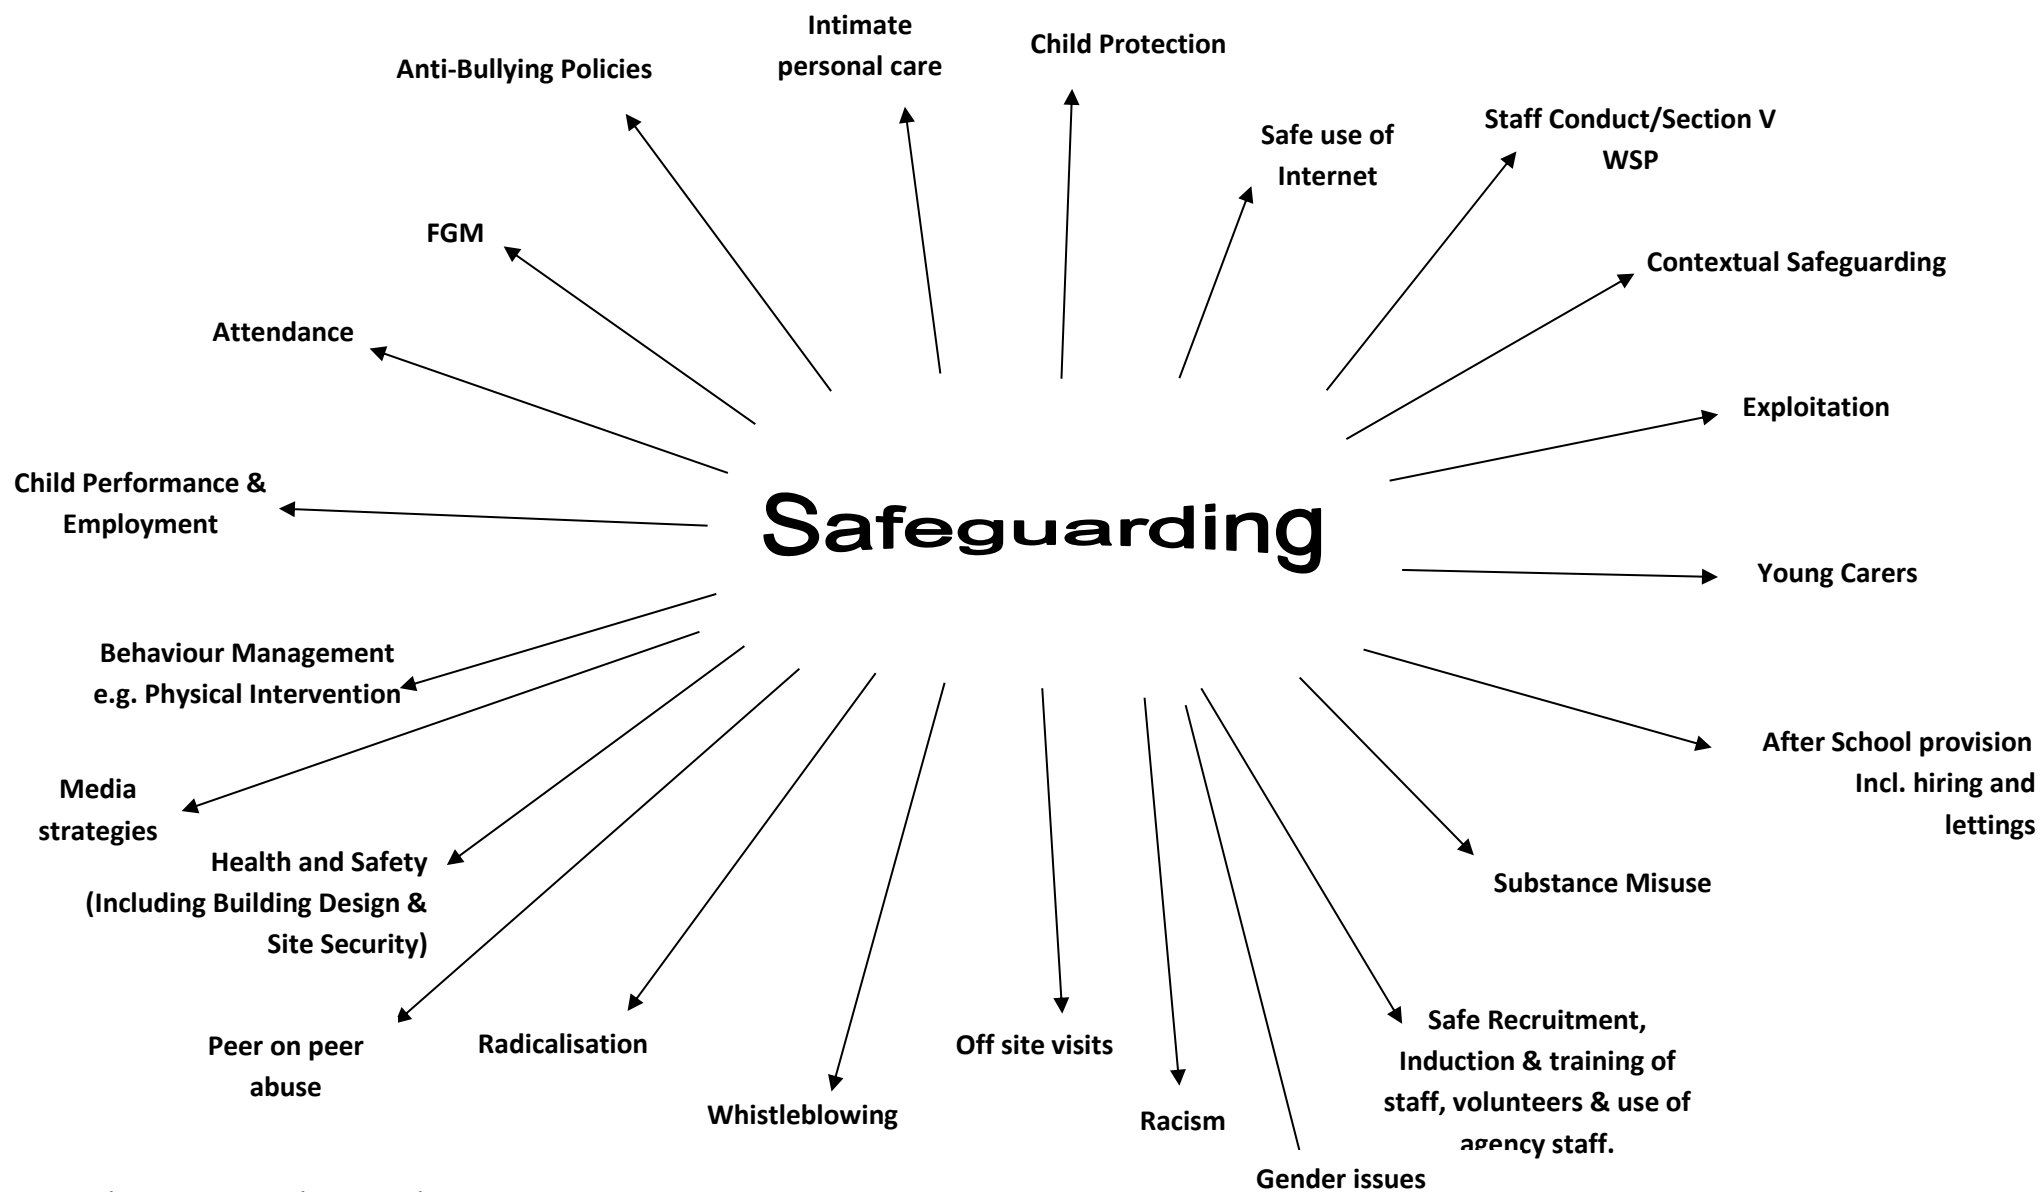 Intimate
personal care
Child Protection
Anti-Bullying Policies
Safe use of
Internet
Staff Conduct/Section V
WSP
FGM
Contextual Safeguarding
Attendance
Exploitation
Child Performance &
Employment
Safeguarding
Young Carers
Behaviour Management
e.g. Physical Intervention
After School provision
Incl. hiring and
lettings
Media
strategies
Health and Safety
(Including Building Design &
Site Security)
Substance Misuse
Peer on peer
abuse
Radicalisation
Whistleblowing
Off site visits
Racism
Safe Recruitment,
Induction & training of
staff, volunteers & use of
agency staff.
Gender issues